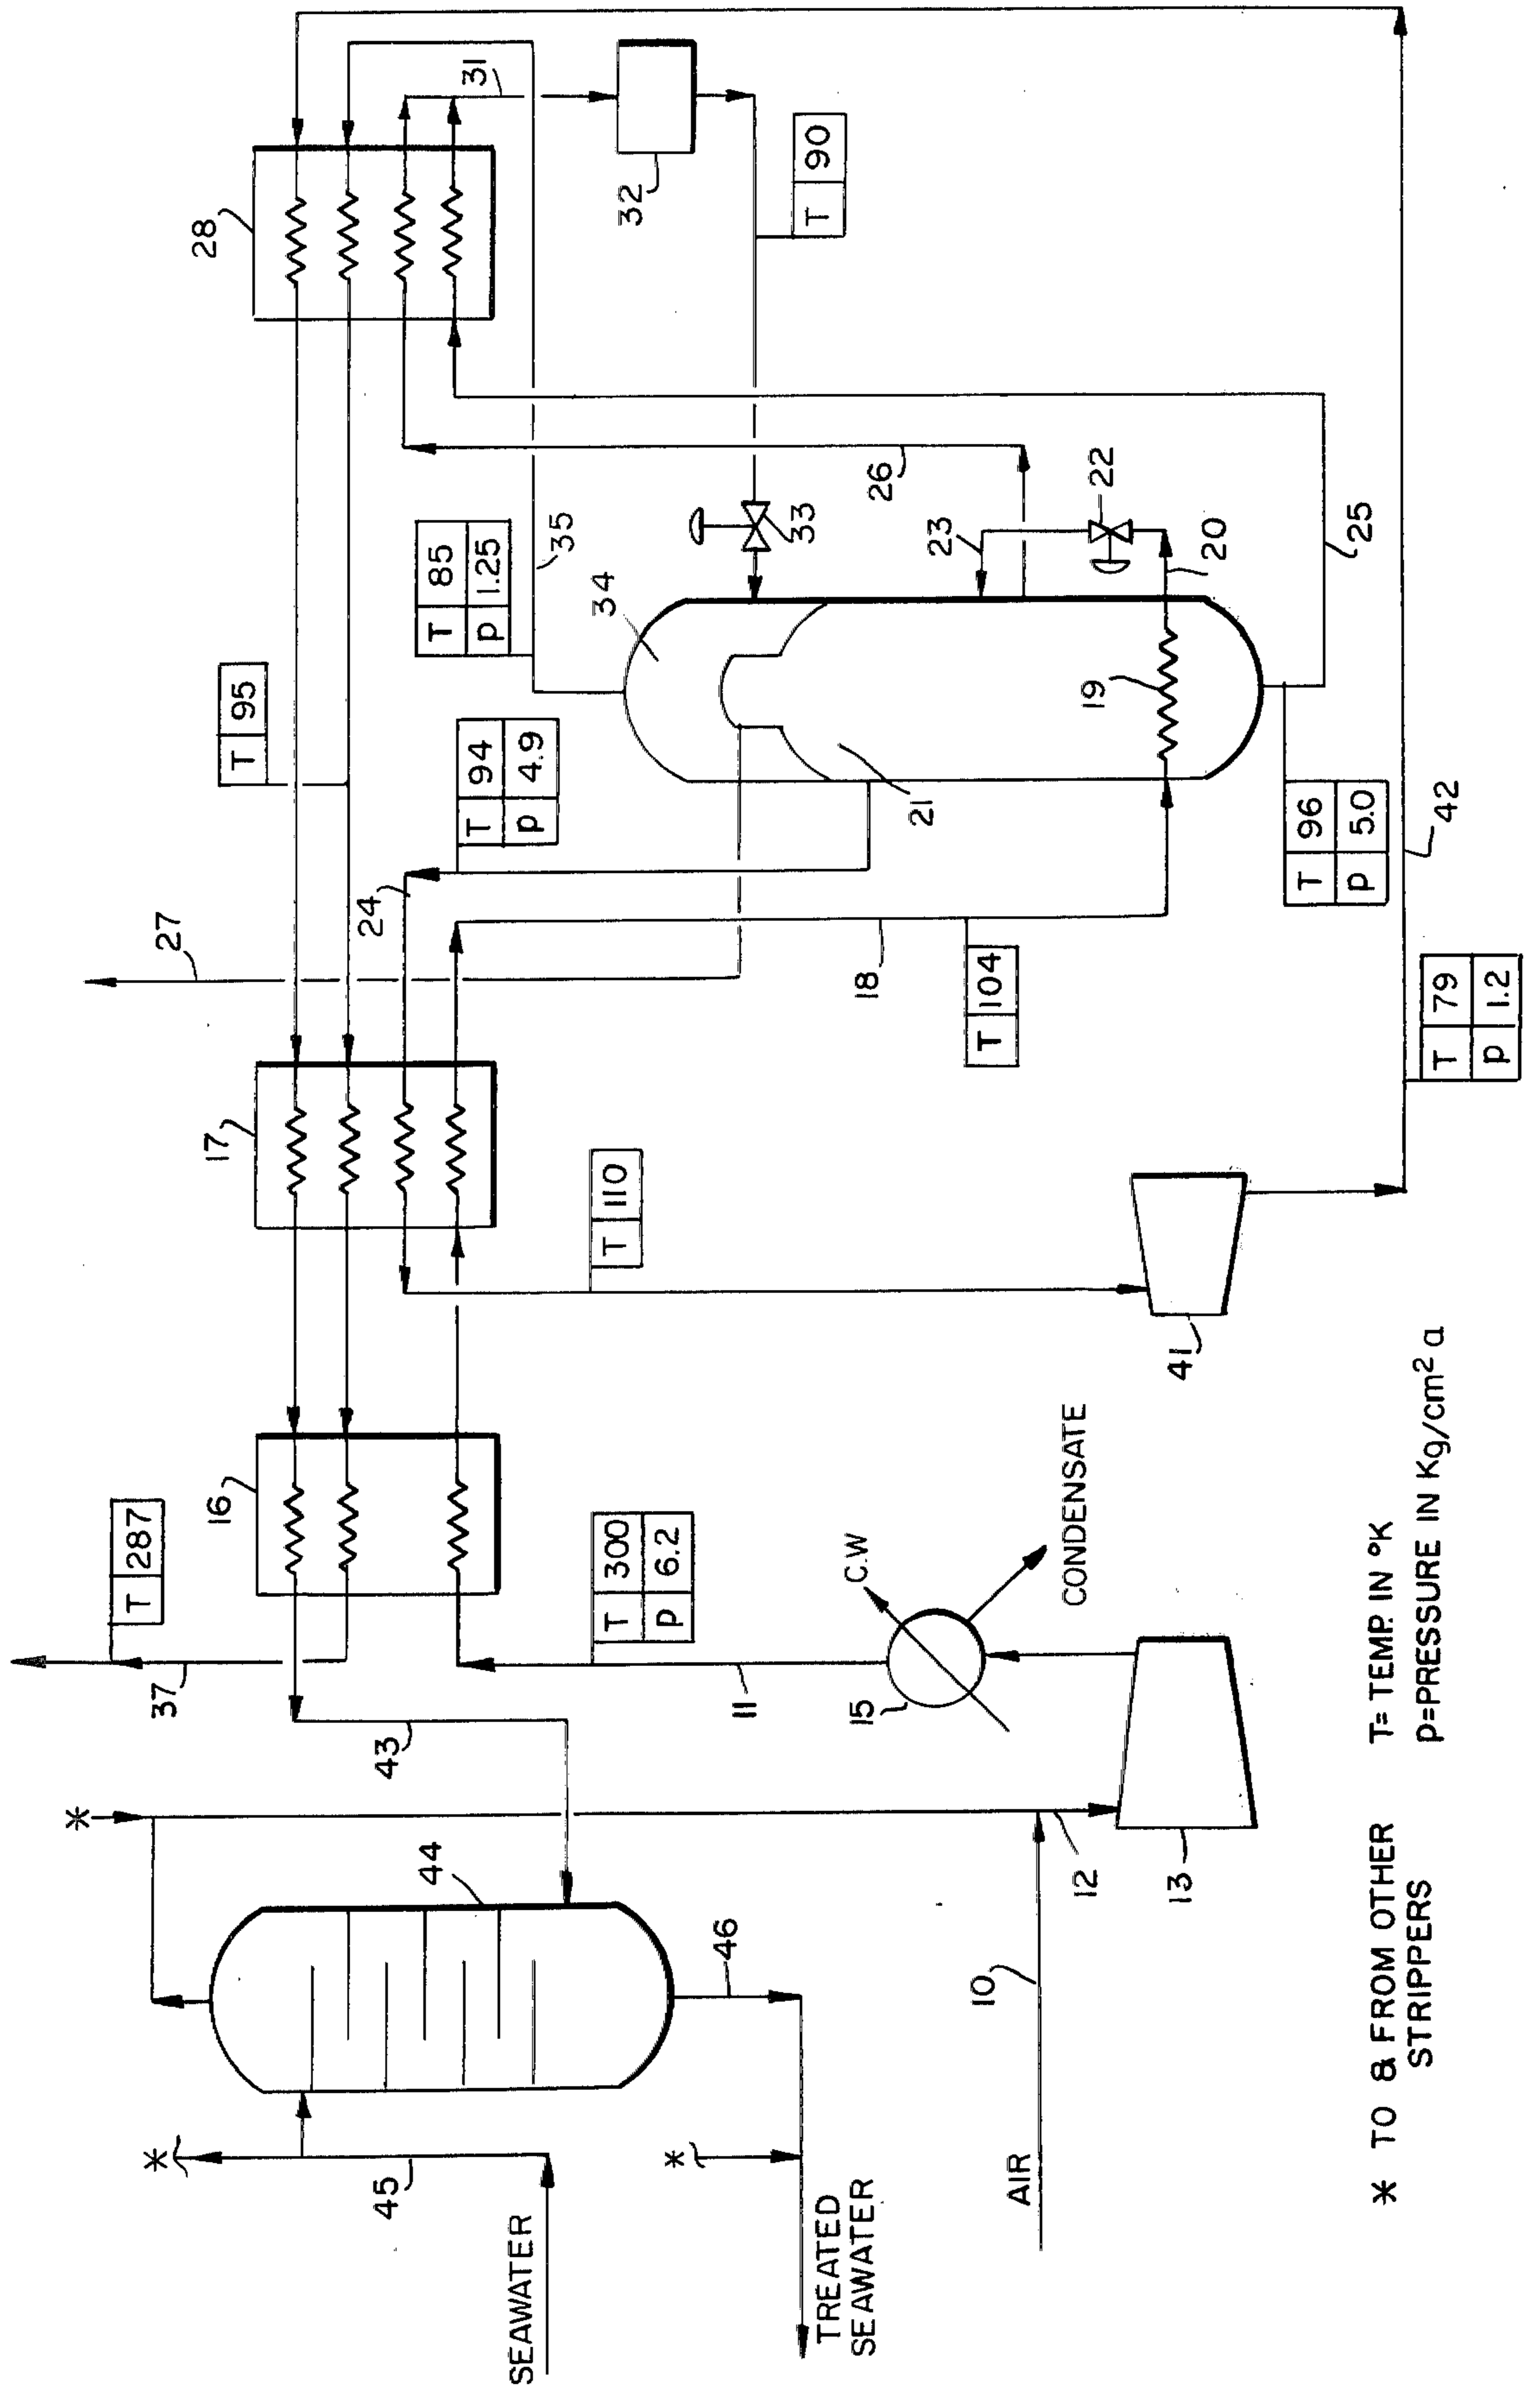 28
31
32
T 90
T 95
T 85
p 1.25
35
34
33
26
23
22
20
25
19
21
T 94
p 4.9
24
27
18
T 104
T 96
p 5.0
42
T 79
p 1.2
17
T 110
41
16
T 287
37
T 300
p 6.2
11
15
C.W
CONDENSATE
43
*
44
12
13
46
10
*
45
*
SEAWATER
TREATED
SEAWATER
AIR
* TO & FROM OTHER
STRIPPERS
T= TEMP. IN °K
p=PRESSURE IN Kg/cm² a